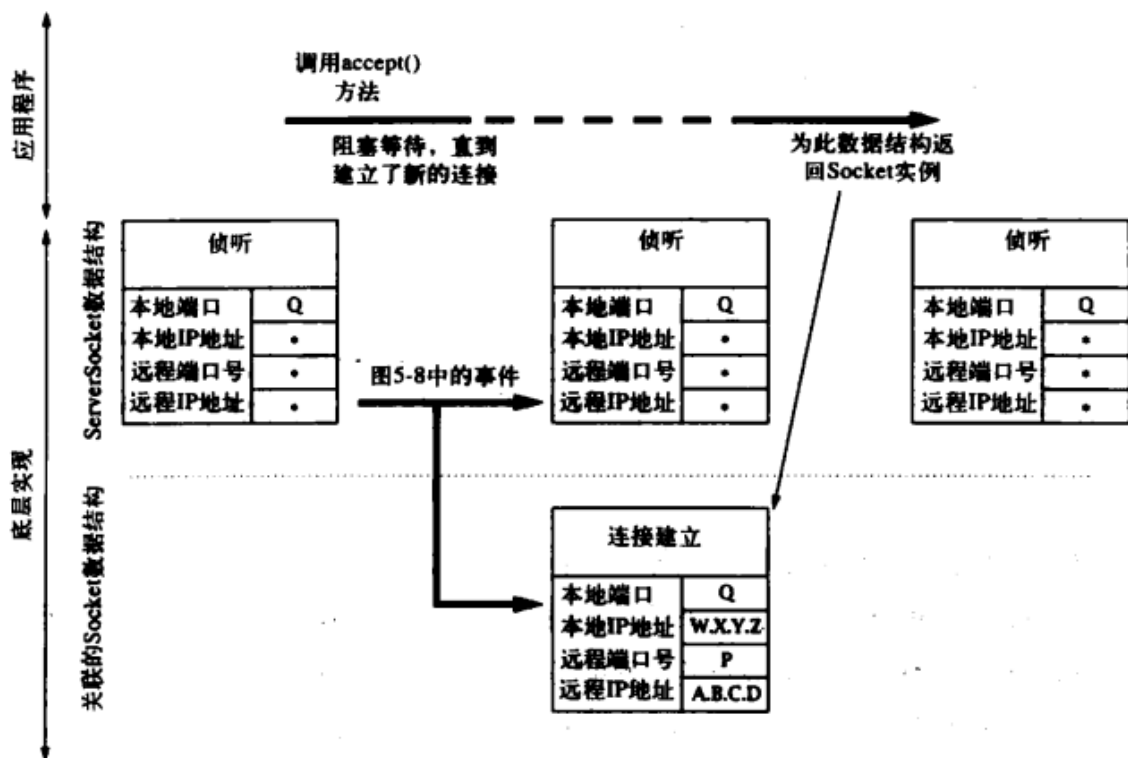 应用程序
调用accept()
方法
阻塞等待，直到
建立了新的连接
为此数据结构返
回Socket实例
底层实现
ServerSocket数据结构
侦听
本地端口 Q
本地IP地址 *
远程端口号 *
远程IP地址 *
图5-8中的事件
侦听
本地端口 Q
本地IP地址 *
远程端口号 *
远程IP地址 *
侦听
本地端口 Q
本地IP地址 *
远程端口号 *
远程IP地址 *
关联的Socket数据结构
连接建立
本地端口 Q
本地IP地址 W.X.Y.Z
远程端口号 P
远程IP地址 A.B.C.D